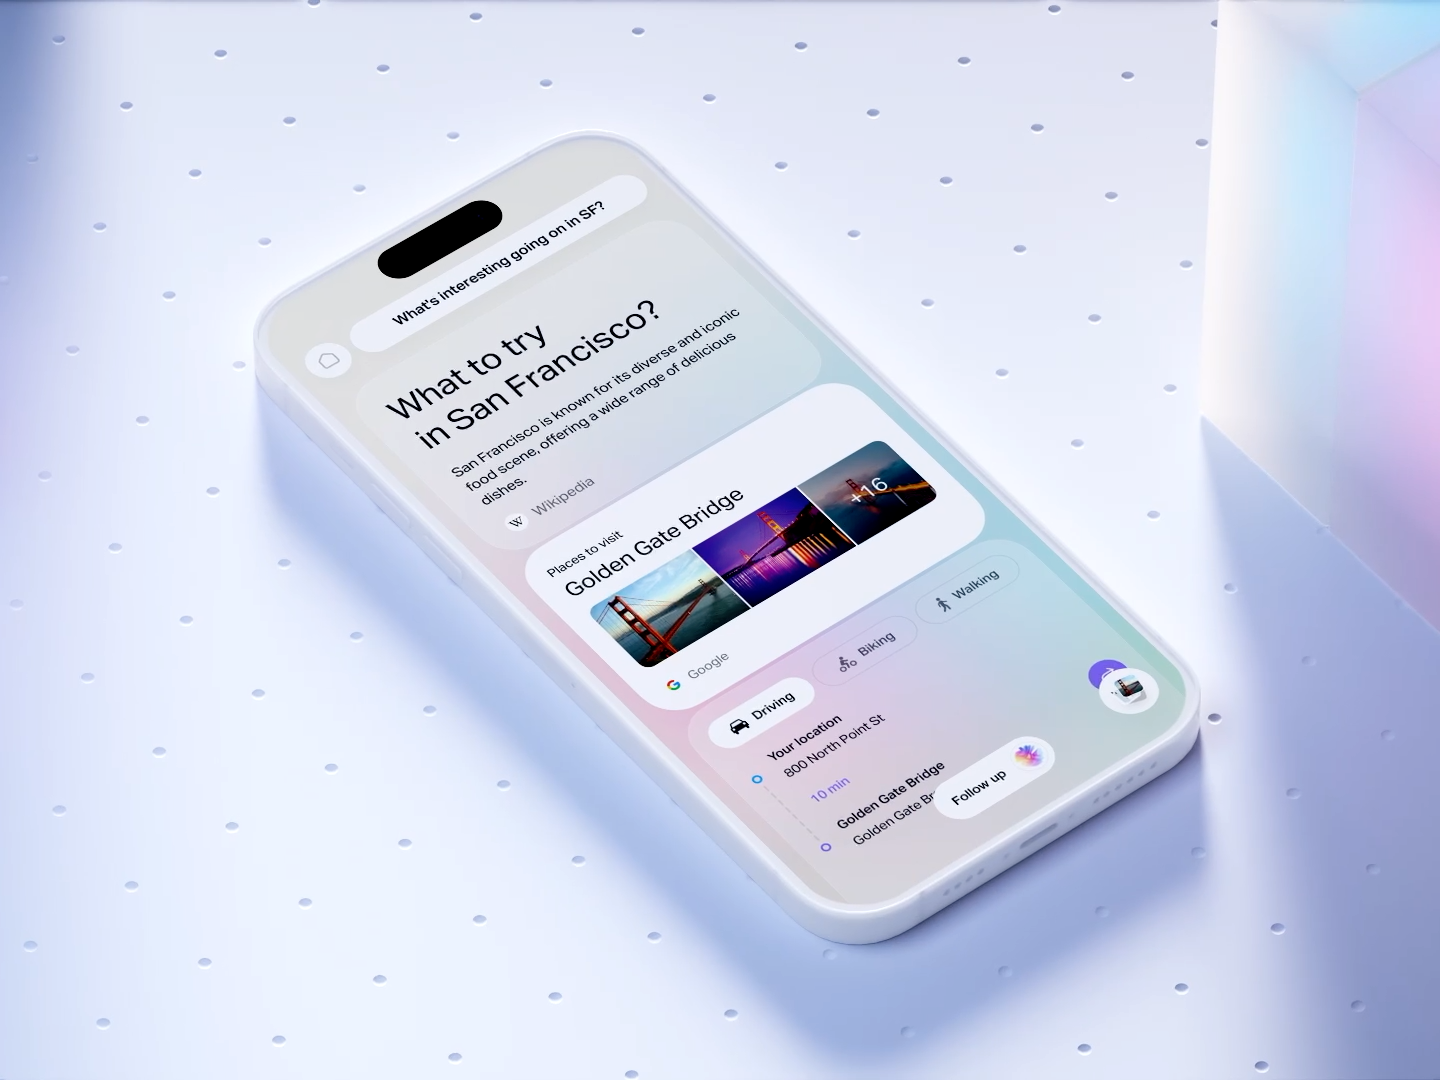 What's interesting going on in SF?
What to try
in San Francisco?
San Francisco is known for its diverse and iconic
food scene, offering a wide range of delicious
dishes.
W Wikipedia
Places to visit
Golden Gate Bridge
+16
G Google
Driving
Biking
Walking
Your location
800 North Point St
10 min
Golden Gate Bridge
Golden Gate
Follow up